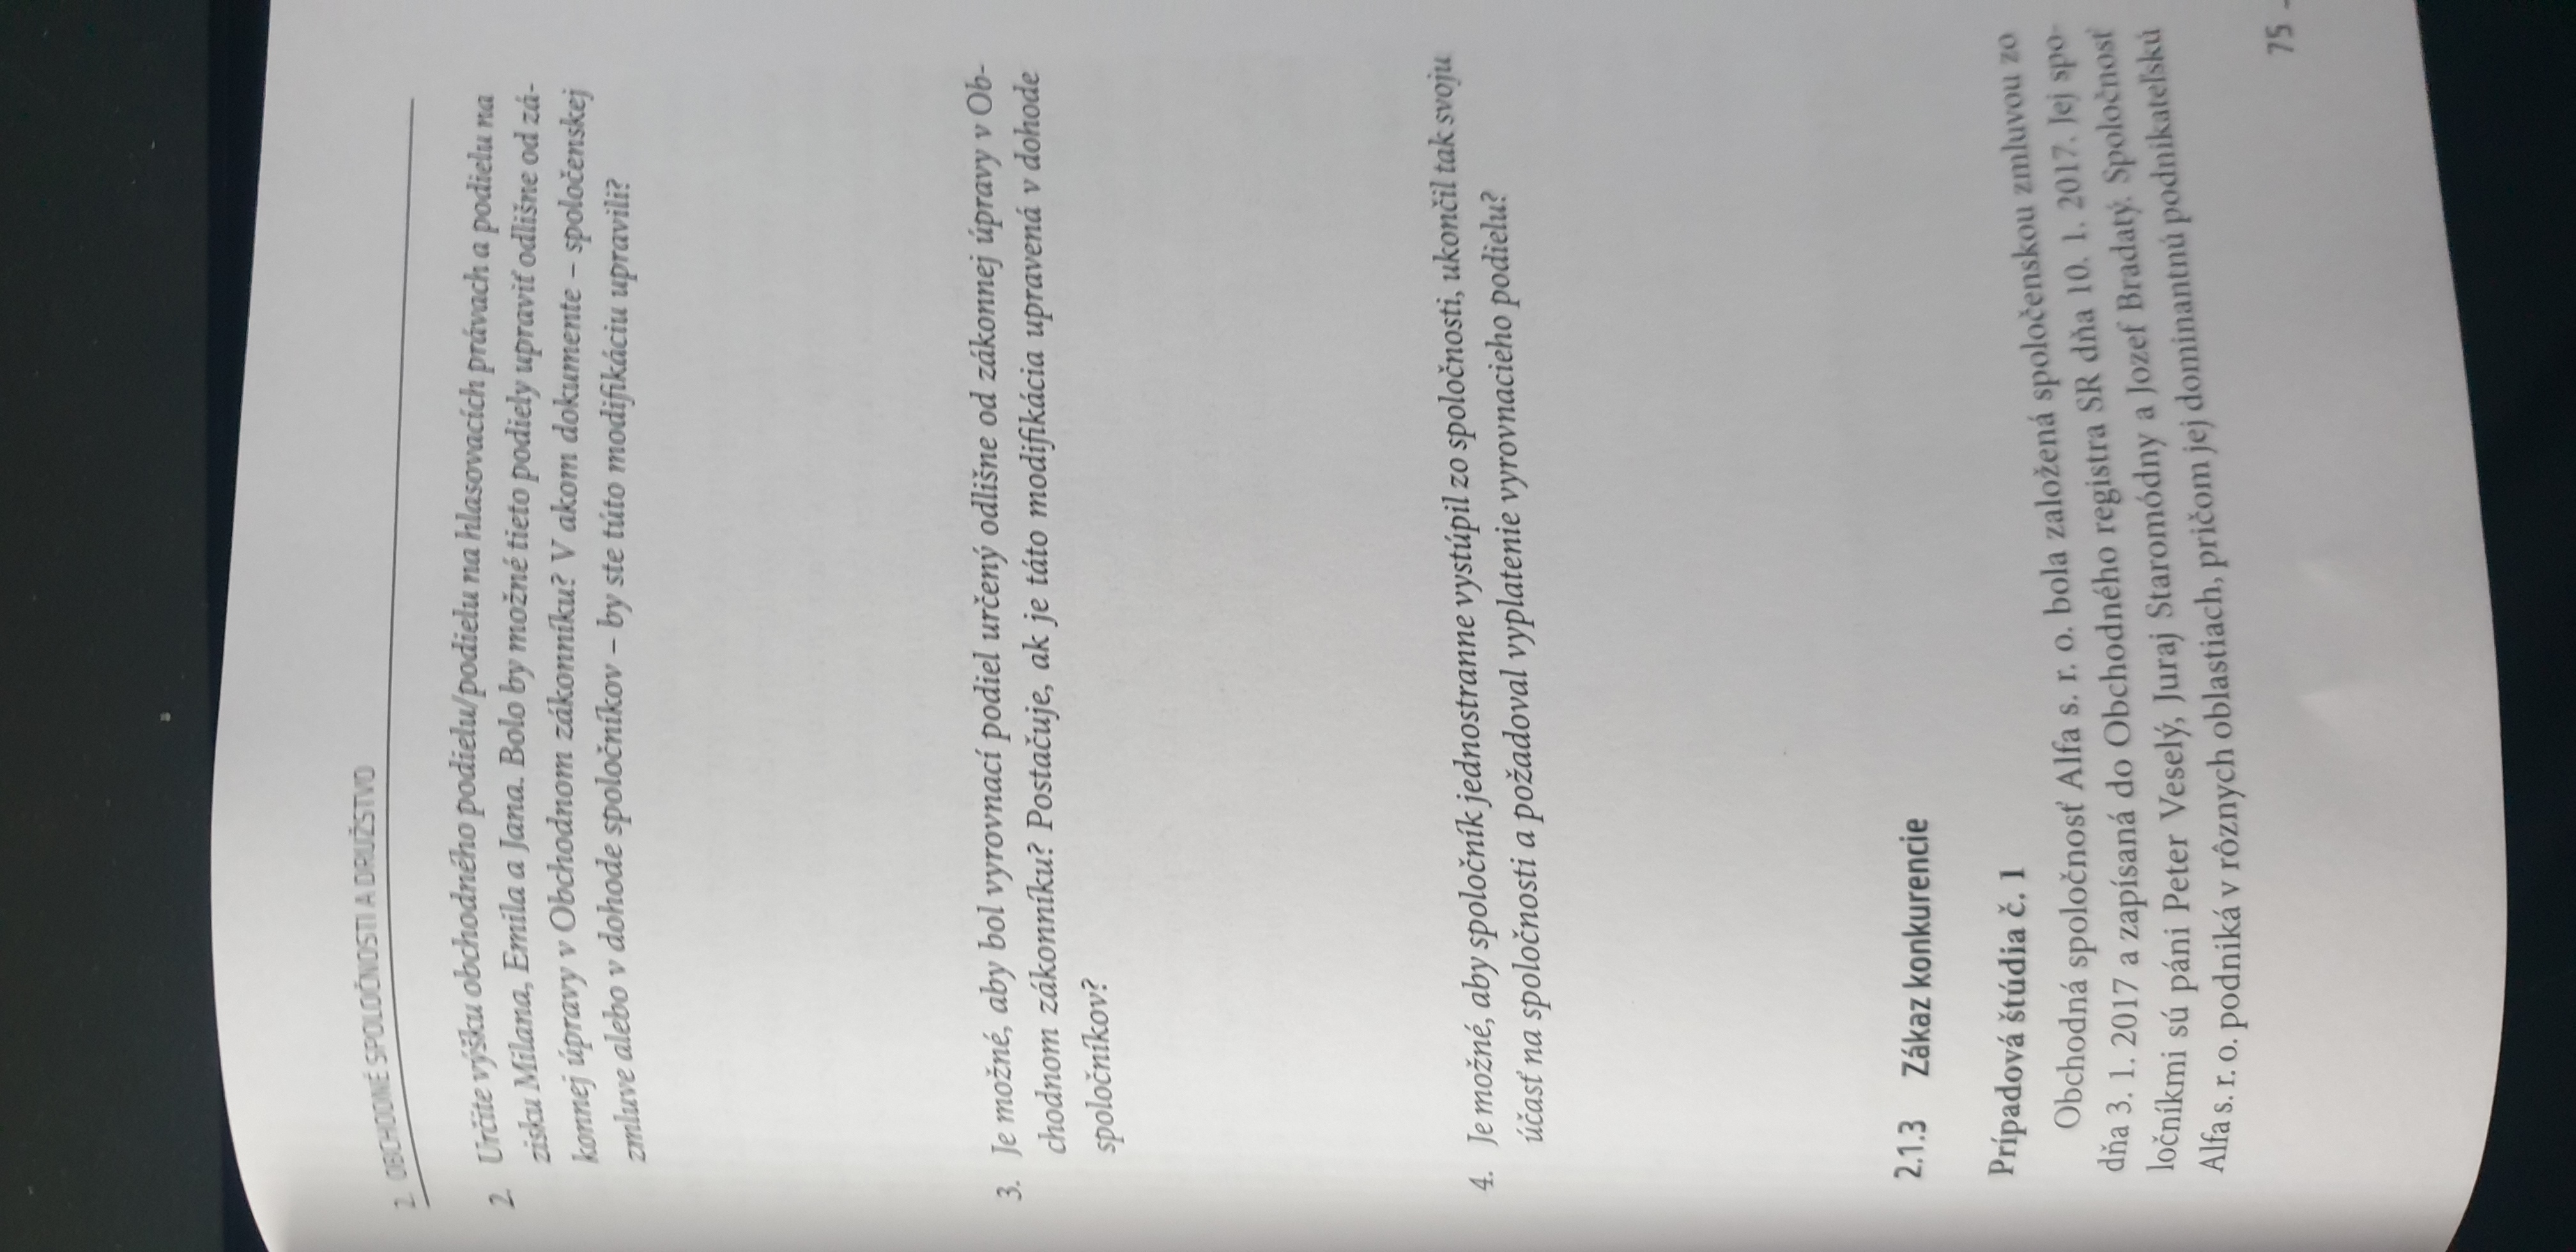 2. OBCHODNÉ SPOLOČNOSTI A DRUŽSTVO
2. Určite výšku obchodného podielu/podielu na hlasovacích právach a podielu na
zisku Milana, Emila a Jana. Bolo by možné tieto podiely upraviť odlišne od zá-
konnej úpravy v Obchodnom zákonníku? V akom dokumente – spoločenskej
zmluve alebo v dohode spoločníkov – by ste túto modifikáciu upravili?
3. Je možné, aby bol vyrovnací podiel určený odlišne od zákonnej úpravy v Ob-
chodnom zákonníku? Postačuje, ak je táto modifikácia upravená v dohode
spoločníkov?
4. Je možné, aby spoločník jednostranne vystúpil zo spoločnosti, ukončil tak svoju
účasť na spoločnosti a požadoval vyplatenie vyrovnacieho podielu?
2.1.3 Zákaz konkurencie
Prípadová štúdia č. 1
Obchodná spoločnosť Alfa s. r. o. bola založená spoločenskou zmluvou zo
dňa 3. 1. 2017 a zapísaná do Obchodného registra SR dňa 10. 1. 2017. Jej spo-
ločníkmi sú páni Peter Veselý, Juraj Staromódny a Jozef Bradatý. Spoločnosť
Alfa s. r. o. podniká v rôznych oblastiach, pričom jej dominantnú podnikateľskú
75